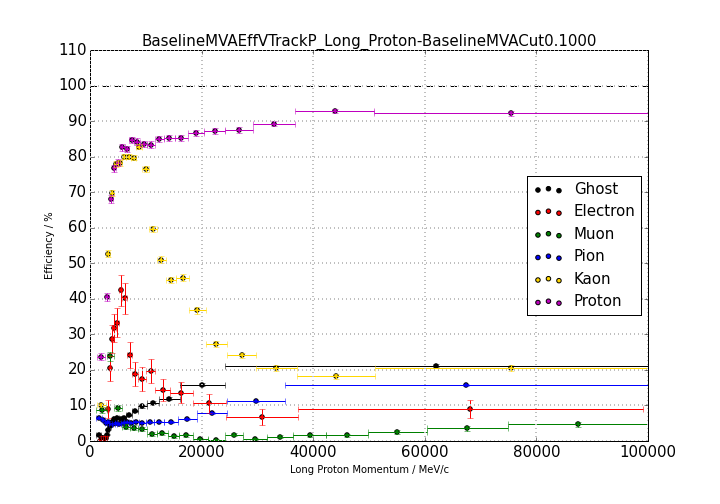 BaselineMVAEffVTrackP_Long_Proton-BaselineMVACut0.1000
110
100
90
80
70
60
50
40
30
20
10
0
Efficiency / %
Ghost
Electron
Muon
Pion
Kaon
Proton
0 20000 40000 60000 80000 100000
Long Proton Momentum / MeV/c